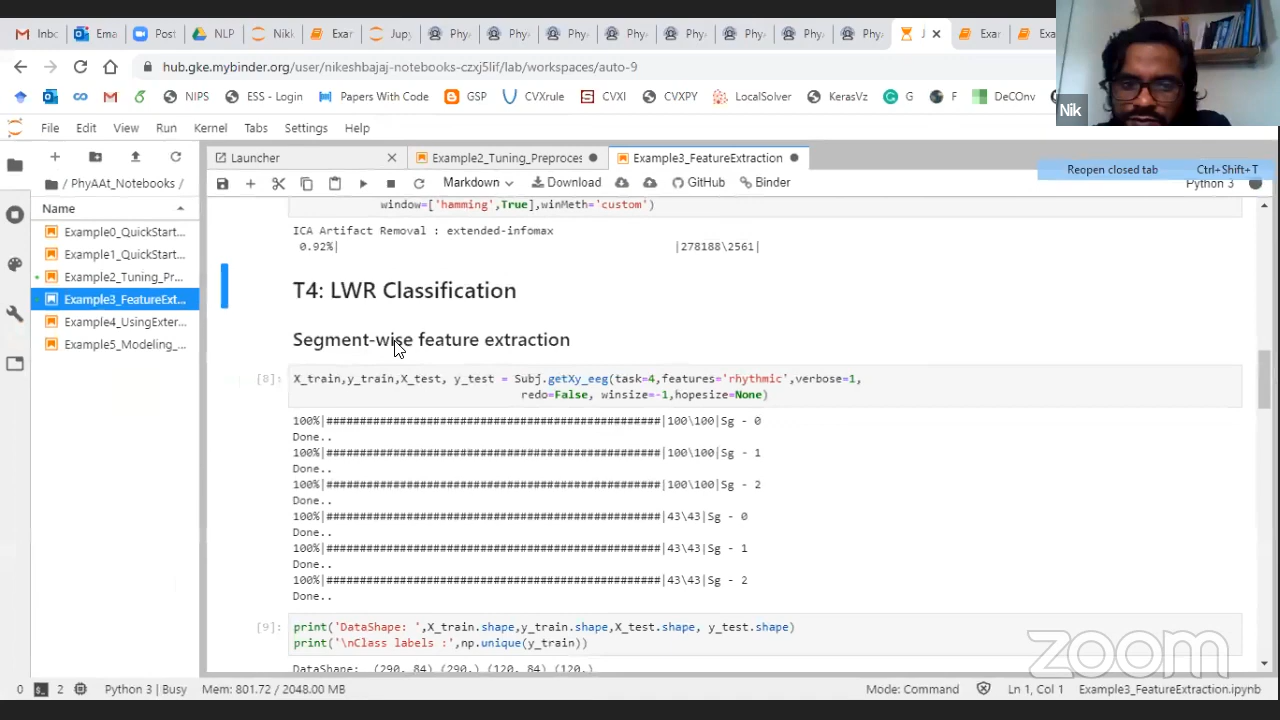 Inbc Ema Post NLP Nikk Exar Jupy Phy Phy Phy Phy Phy Phy Phy Phy J Exar Exa
hub.gke.mybinder.org/user/nikeshbajaj-notebooks-czxj5lif/lab/workspaces/auto-9
NIPS ESS - Login Papers With Code GSP CVXrule CVXI CVXPY LocalSolver KerasVz G F DeCOnv
Nik
File Edit View Run Kernel Tabs Settings Help
Launcher Example2_Tuning_Preproces Example3_FeatureExtraction
Reopen closed tab Ctrl+Shift+T
/ PhyAAt_Notebooks /
Markdown Download GitHub Binder Python 3
Name
Example0_QuickStart...
Example1_QuickStart...
Example2_Tuning_Pr...
Example3_FeatureExt...
Example4_UsingExter...
Example5_Modeling_...
window=['hamming',True],winMeth='custom')
ICA Artifact Removal : extended-infomax
0.92%| |278188\2561|
T4: LWR Classification
Segment-wise feature extraction
[8]: X_train,y_train,X_test, y_test = Subj.getXy_eeg(task=4,features='rhythmic',verbose=1,
redo=False, winsize=-1,hopesize=None)
100%|##################################################|100\100|Sg - 0
Done..
100%|##################################################|100\100|Sg - 1
Done..
100%|##################################################|100\100|Sg - 2
Done..
100%|##################################################|43\43|Sg - 0
Done..
100%|##################################################|43\43|Sg - 1
Done..
100%|##################################################|43\43|Sg - 2
Done..
[9]: print('DataShape: ',X_train.shape,y_train.shape,X_test.shape, y_test.shape)
print('\nClass labels :',np.unique(y_train))
DataShape: (290, 84) (290,) (120, 84) (120,)
zoom
0 2 Python 3 | Busy Mem: 801.72 / 2048.00 MB Mode: Command Ln 1, Col 1 Example3_FeatureExtraction.ipynb